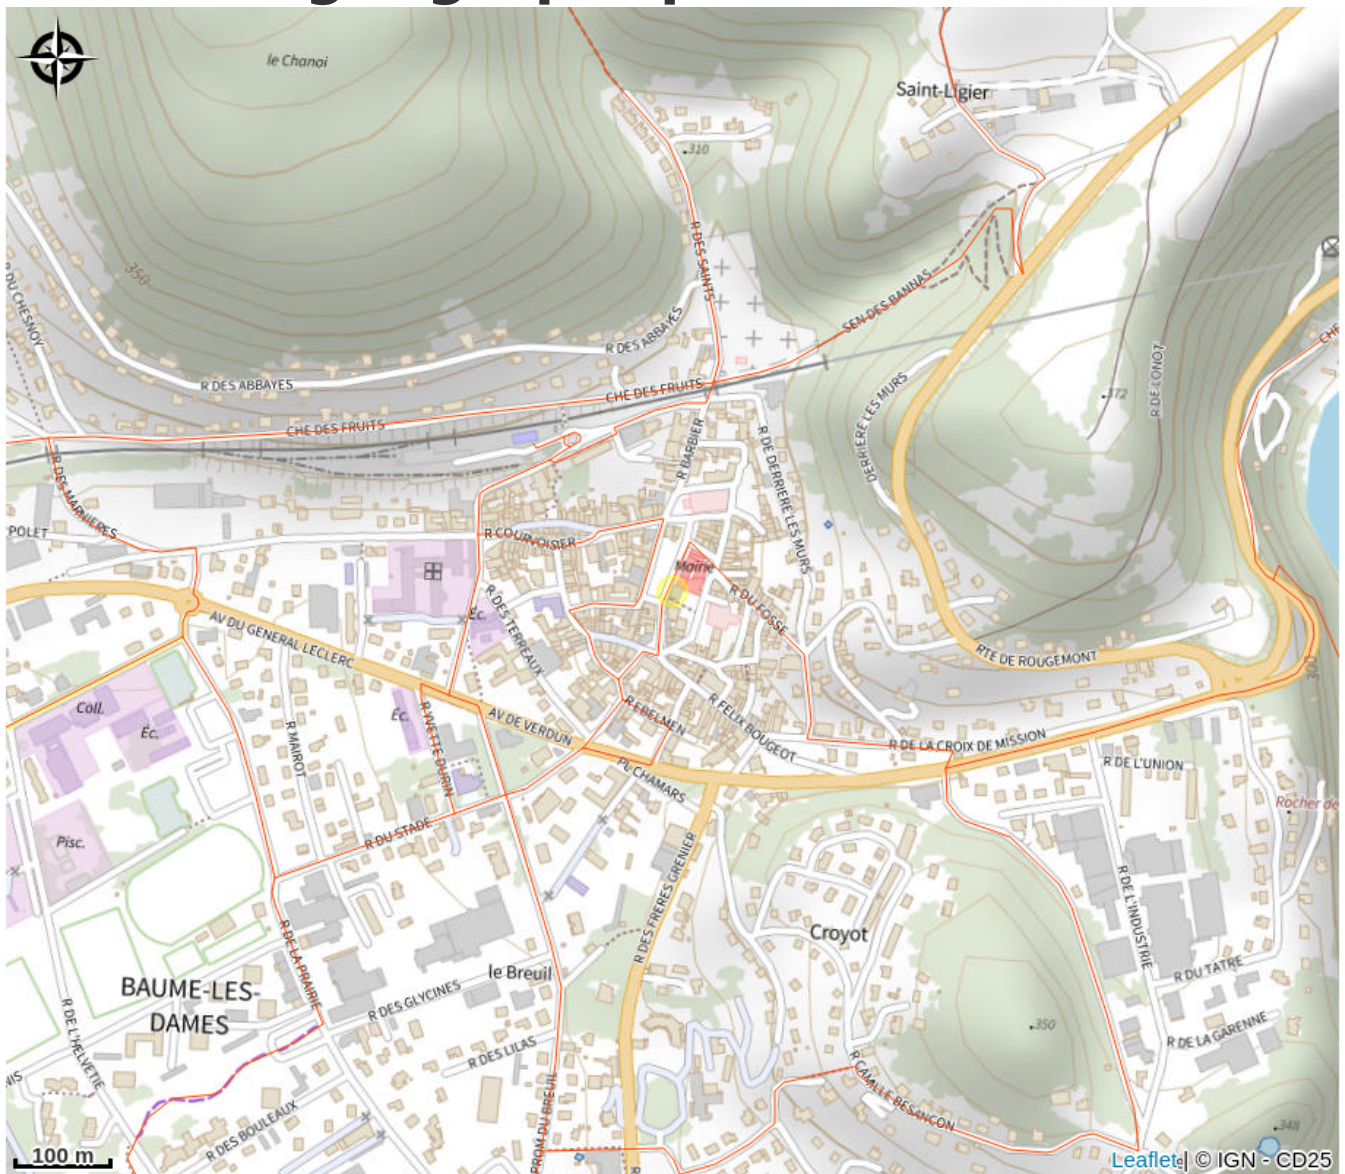 le Chanoi
Saint-Ligier
310
R DES SAINTS
350
R DU CHESNOY
SEN DES BANNAS
R DES ABBAYES
R DES ABBAYES
CHE DES FRUITS
CHE DES FRUITS
CHE
DERRIERE LES MURS
R DE LONOT
372
R BARBIER
R DE DERRIERE LES MURS
R DES MARNIERES
POLET
R COURVOISIER
Mairie
R DU FOSSE
Éc.
R DES TERREAUX
AV DU GENERAL LECLERC
RTE DE ROUGEMONT
340
Coll.
Éc.
Éc.
R MAIROT
R YVETTE DURIN
AV DE VERDUN
R EBELMEN
R FELIX BOUGEOT
R DE LA CROIX DE MISSION
PL CHAMARS
R DE L'UNION
Rocher de
Pisc.
R DU STADE
R DES FRERES GRENIER
R DE L'INDUSTRIE
Croyot
R DE LA PRAIRIE
le Breuil
R DU TATRE
BAUME-LES-
DAMES
R DES GLYCINES
R DE L'HELVETIE
R DES LILAS
350
R DE LA GARENNE
NIS
R CAMILLE BESANCON
R DES BOULEAUX
PROM DU BREUIL
R
348
100 m
Leaflet | © IGN - CD25